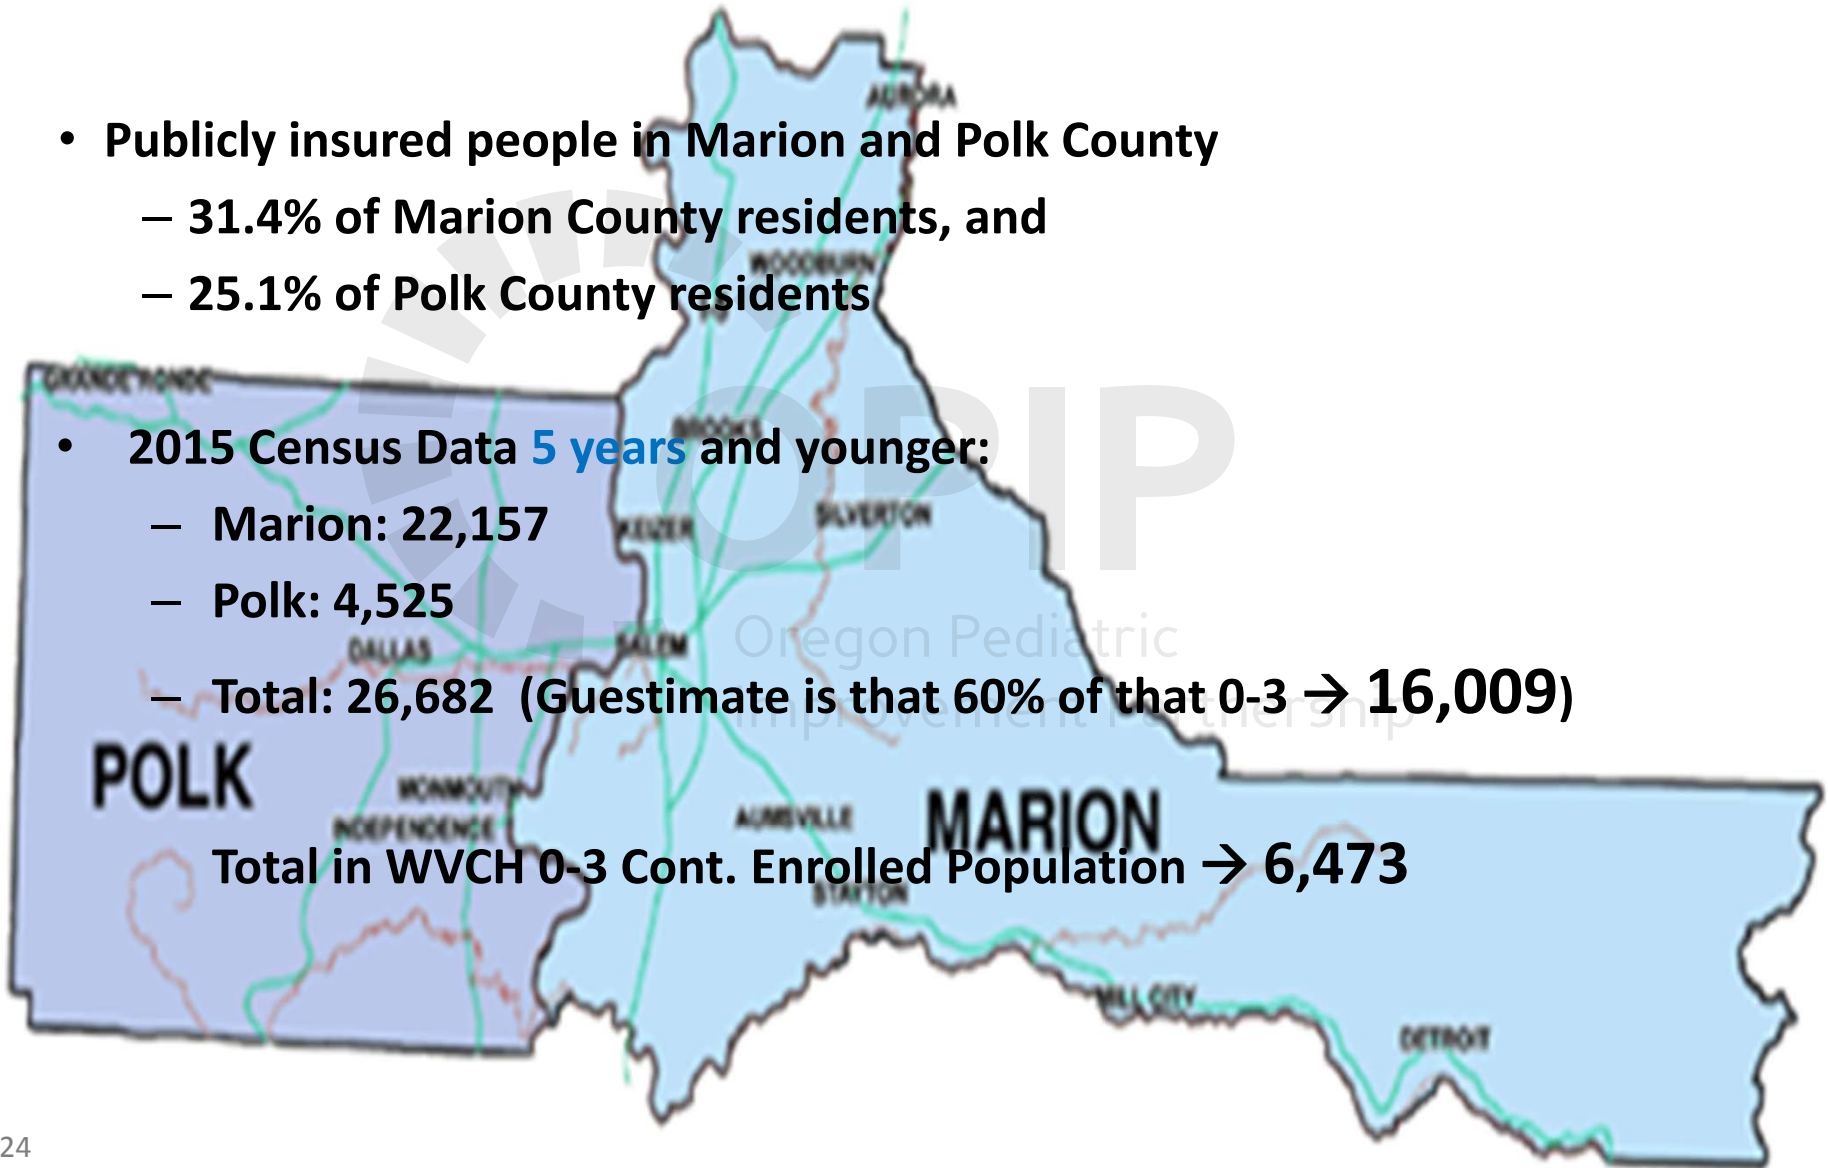 AURORA
• Publicly insured people in Marion and Polk County
– 31.4% of Marion County residents, and
WOODBURN
– 25.1% of Polk County residents
GRANDE RONDE
OPIP
BROOKS
• 2015 Census Data 5 years and younger:
KEIZER
SILVERTON
– Marion: 22,157
– Polk: 4,525
DALLAS
SALEM
Oregon Pediatric
– Total: 26,682 (Guestimate is that 60% of that 0-3 → 16,009)
Improvement Partnership
POLK
MONMOUTH
INDEPENDENCE
AUMSVILLE
MARION
Total in WVCH 0-3 Cont. Enrolled Population → 6,473
STAYTON
MILL CITY
DETROIT
24